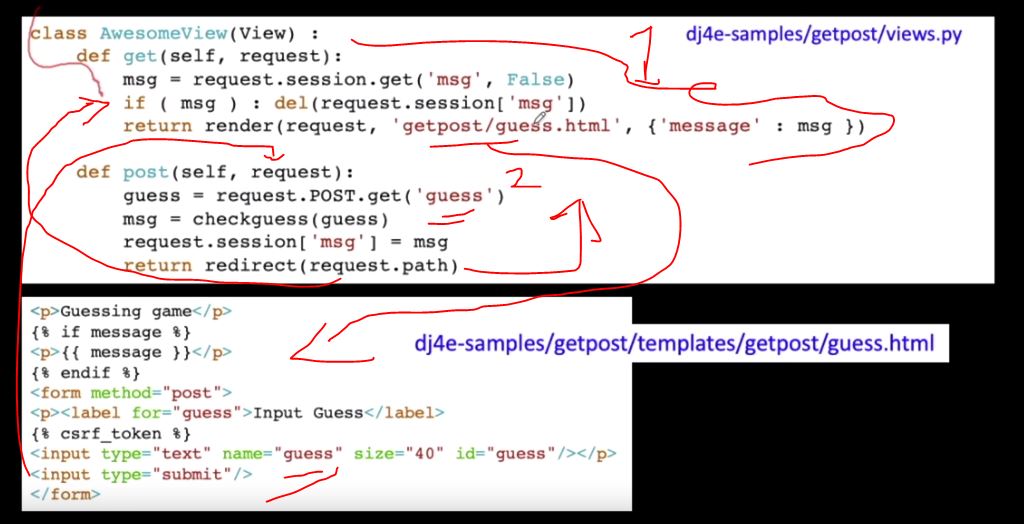 class AwesomeView(View) :
dj4e-samples/getpost/views.py
1
    def get(self, request):
        msg = request.session.get('msg', False)
        if ( msg ) : del(request.session['msg'])
        return render(request, 'getpost/guess.html', {'message' : msg })
    def post(self, request):
2
        guess = request.POST.get('guess')
        msg = checkguess(guess)
        request.session['msg'] = msg
        return redirect(request.path)
<p>Guessing game</p>
{% if message %}
<p>{{ message }}</p>
dj4e-samples/getpost/templates/getpost/guess.html
{% endif %}
<form method="post">
<p><label for="guess">Input Guess</label>
{% csrf_token %}
<input type="text" name="guess" size="40" id="guess"/></p>
<input type="submit"/>
</form>